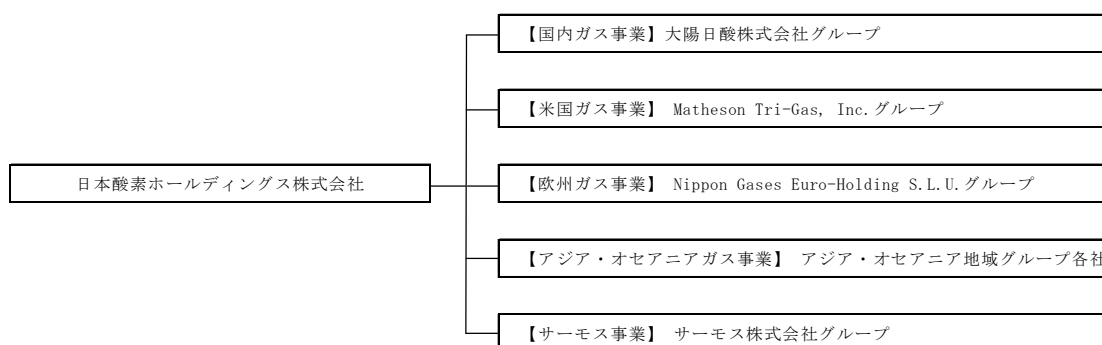 【国内ガス事業】大陽日酸株式会社グループ
【米国ガス事業】 Matheson Tri-Gas, Inc.グループ
日本酸素ホールディングス株式会社
【欧州ガス事業】 Nippon Gases Euro-Holding S.L.U.グループ
【アジア・オセアニアガス事業】 アジア・オセアニア地域グループ各社
【サーモス事業】 サーモス株式会社グループ